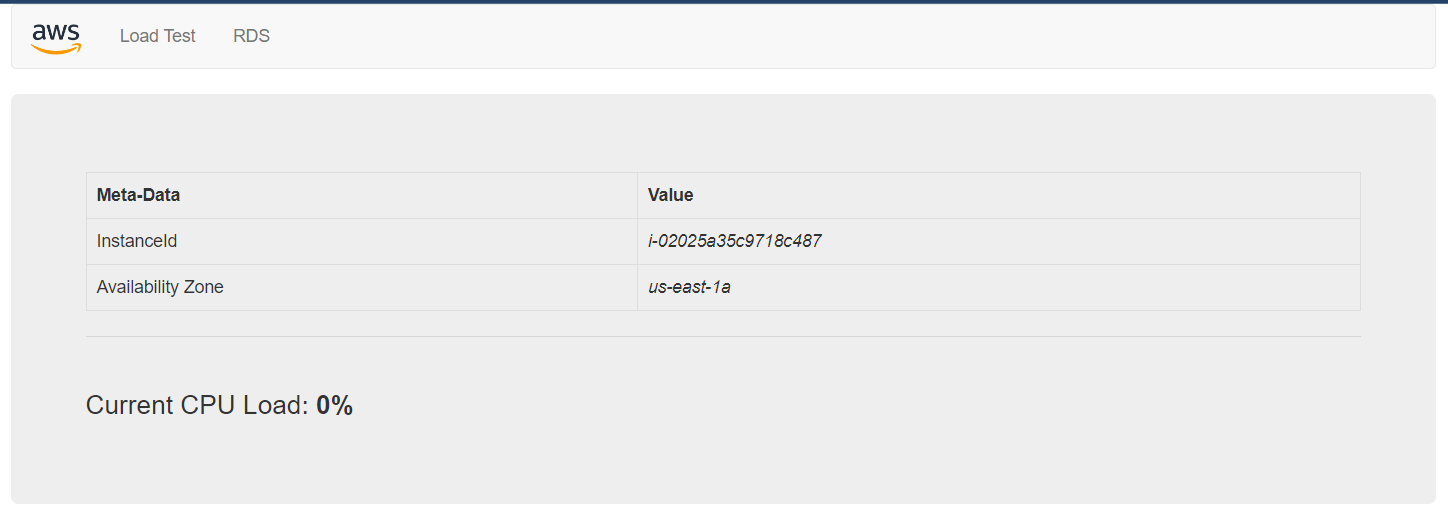 aws Load Test RDS
Meta-Data Value
InstanceId i-02025a35c9718c487
Availability Zone us-east-1a
Current CPU Load: 0%